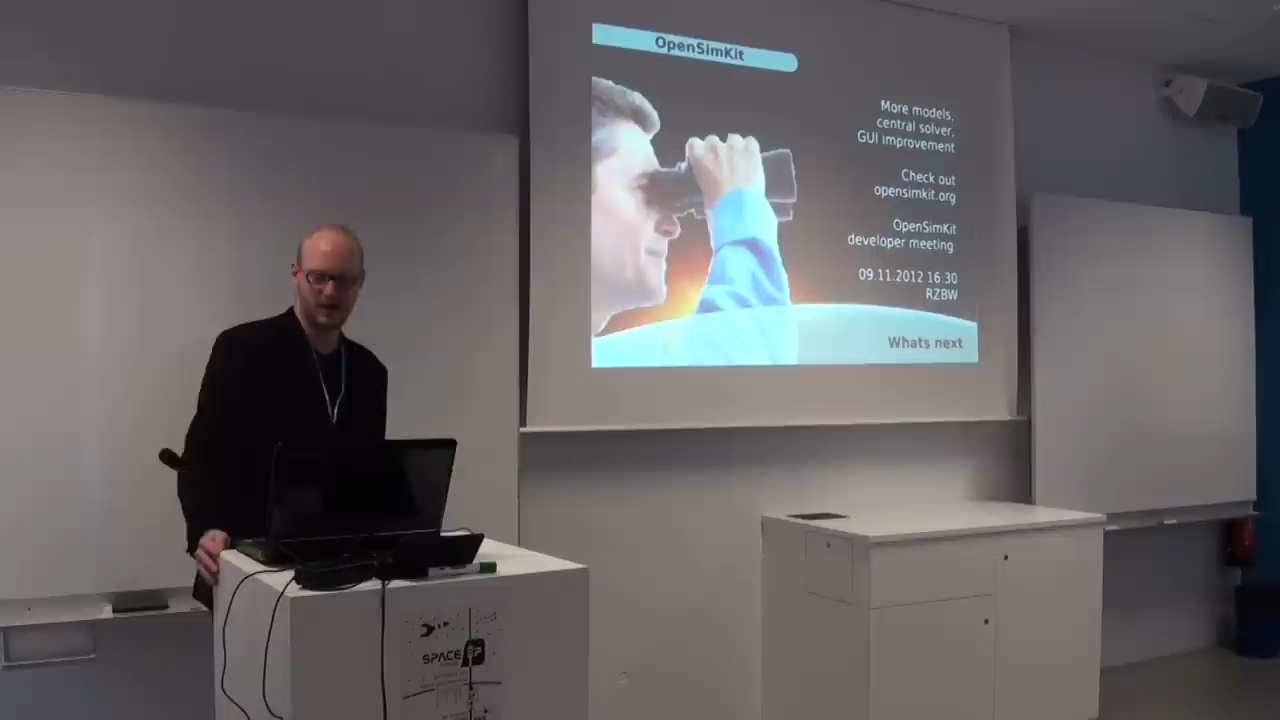 OpenSimKit
More models,
central solver,
GUI improvement
Check out
opensimkit.org
OpenSimKit
developer meeting
09.11.2012 16:30
RZBW
Whats next
SPACE UP